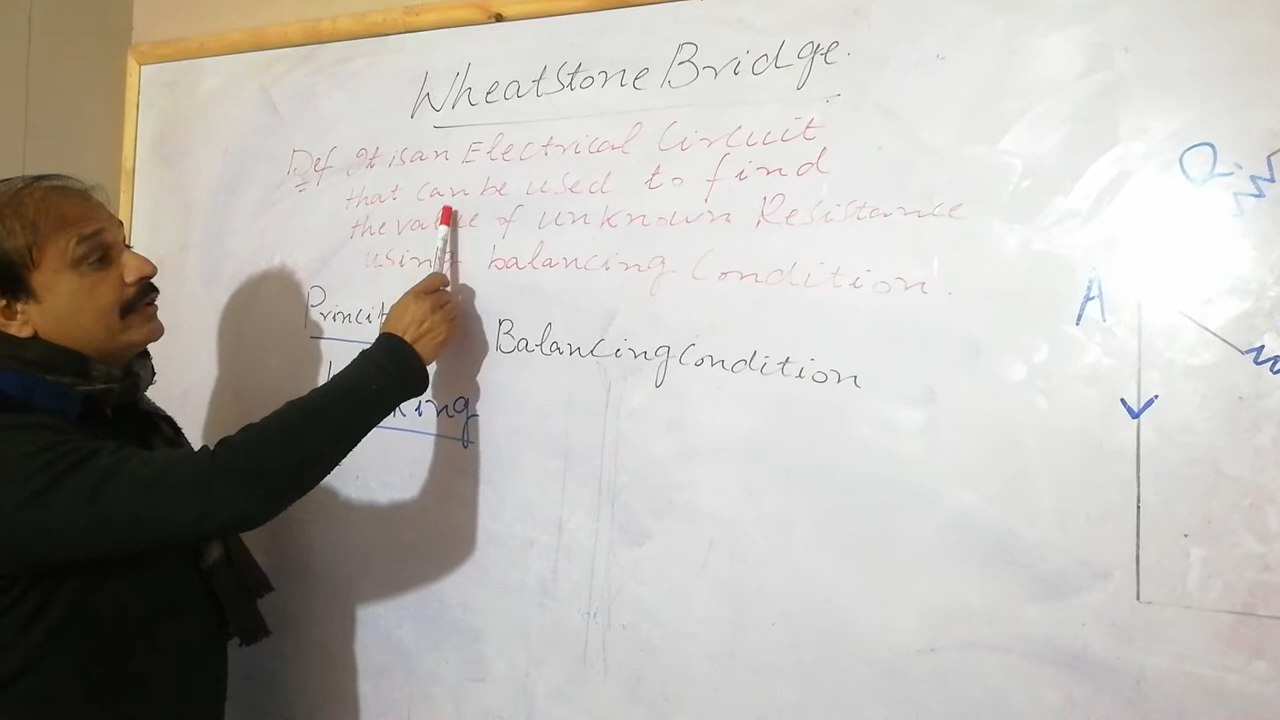 WheatStone Bridge.
Def It is an Electrical Circuit
that can be used to find
the value of unknown Resistance
using balancing Condition.
Balancing Condition
A